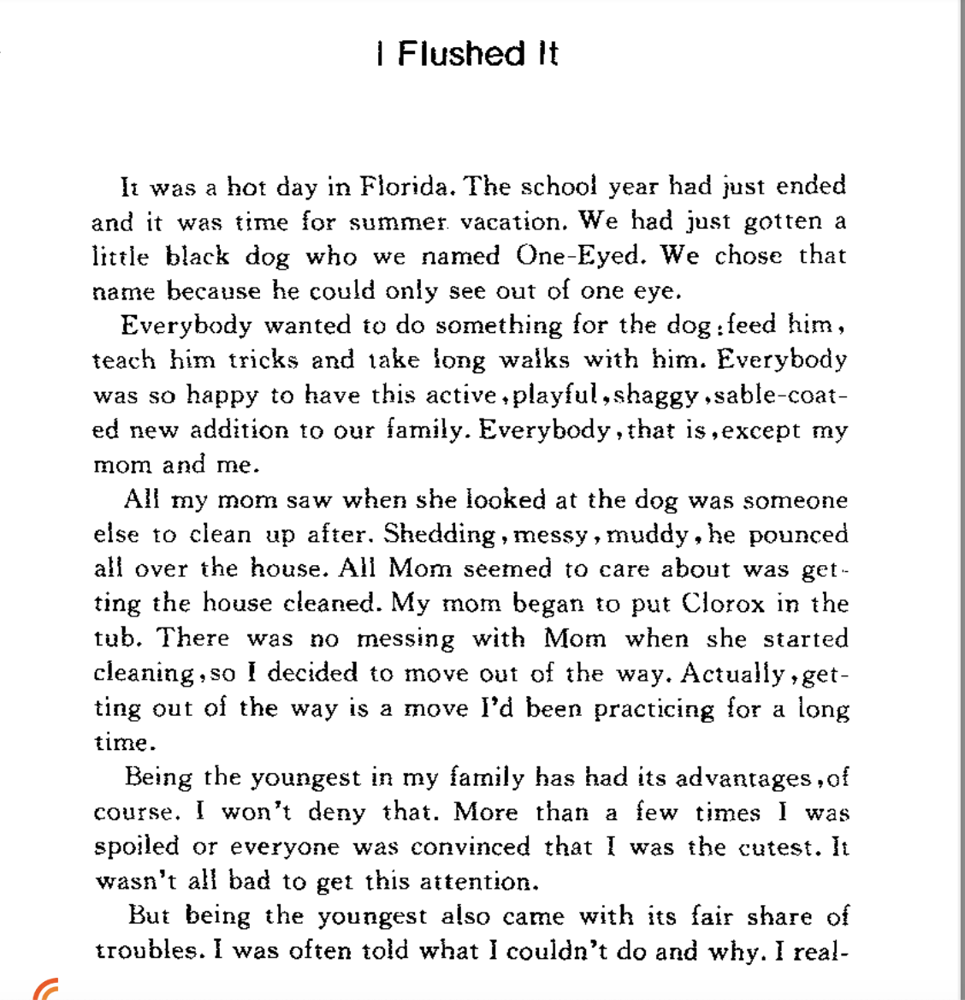 I Flushed It
It was a hot day in Florida. The school year had just ended
and it was time for summer vacation. We had just gotten a
little black dog who we named One-Eyed. We chose that
name because he could only see out of one eye.
Everybody wanted to do something for the dog:feed him,
teach him tricks and take long walks with him. Everybody
was so happy to have this active,playful,shaggy,sable-coat-
ed new addition to our family. Everybody,that is,except my
mom and me.
All my mom saw when she looked at the dog was someone
else to clean up after. Shedding,messy,muddy,he pounced
all over the house. All Mom seemed to care about was get-
ting the house cleaned. My mom began to put Clorox in the
tub. There was no messing with Mom when she started
cleaning,so I decided to move out of the way. Actually,get-
ting out of the way is a move I'd been practicing for a long
time.
Being the youngest in my family has had its advantages,of
course. I won't deny that. More than a few times I was
spoiled or everyone was convinced that I was the cutest. It
wasn't all bad to get this attention.
But being the youngest also came with its fair share of
troubles. I was often told what I couldn't do and why. I real-